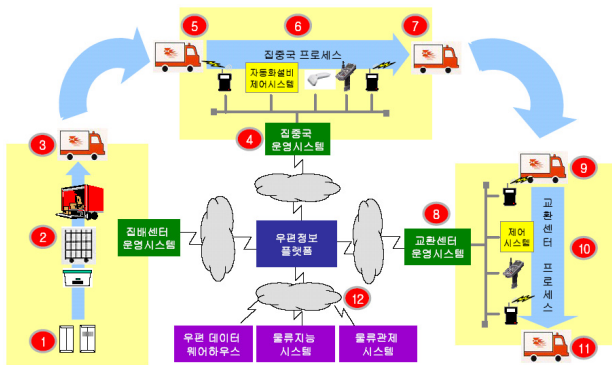 5
6
7
집중국 프로세스
자동화설비
제어시스템
3
4
집중국
운영시스템
9
8
2
집배센터
운영시스템
우편정보
플랫폼
교환센터
운영시스템
제어
시스템
교환센터 프로세스
10
12
1
우편 데이터
웨어하우스
물류지능
시스템
물류관제
시스템
11